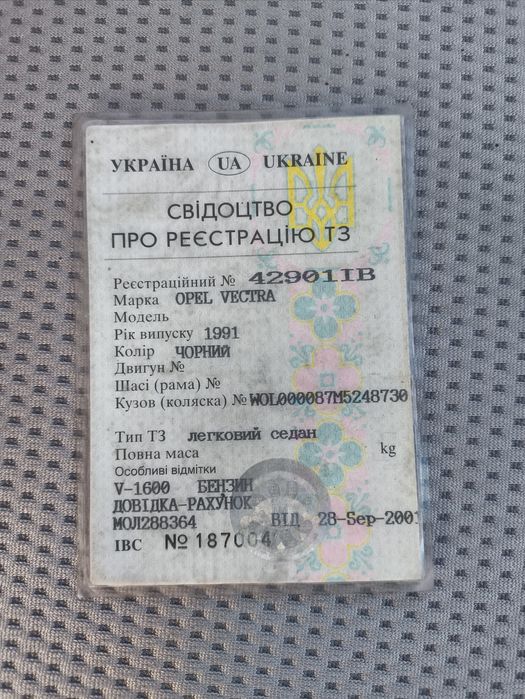 УКРАЇНА UA UKRAINE
СВІДОЦТВО
ПРО РЕЄСТРАЦІЮ ТЗ
Реєстраційний № 42901ІВ
Марка OPEL VECTRA
Модель
Рік випуску 1991
Колір ЧОРНИЙ
Двигун №
Шасі (рама) №
Кузов (коляска) № WOL000087M5248730
Тип ТЗ легковий седан
Повна маса kg
Особливі відмітки
V-1600 БЕНЗИН
ДОВІДКА-РАХУНОК
МОЛ288364 ВІД 28-Sep-2001
ІВС № 187004